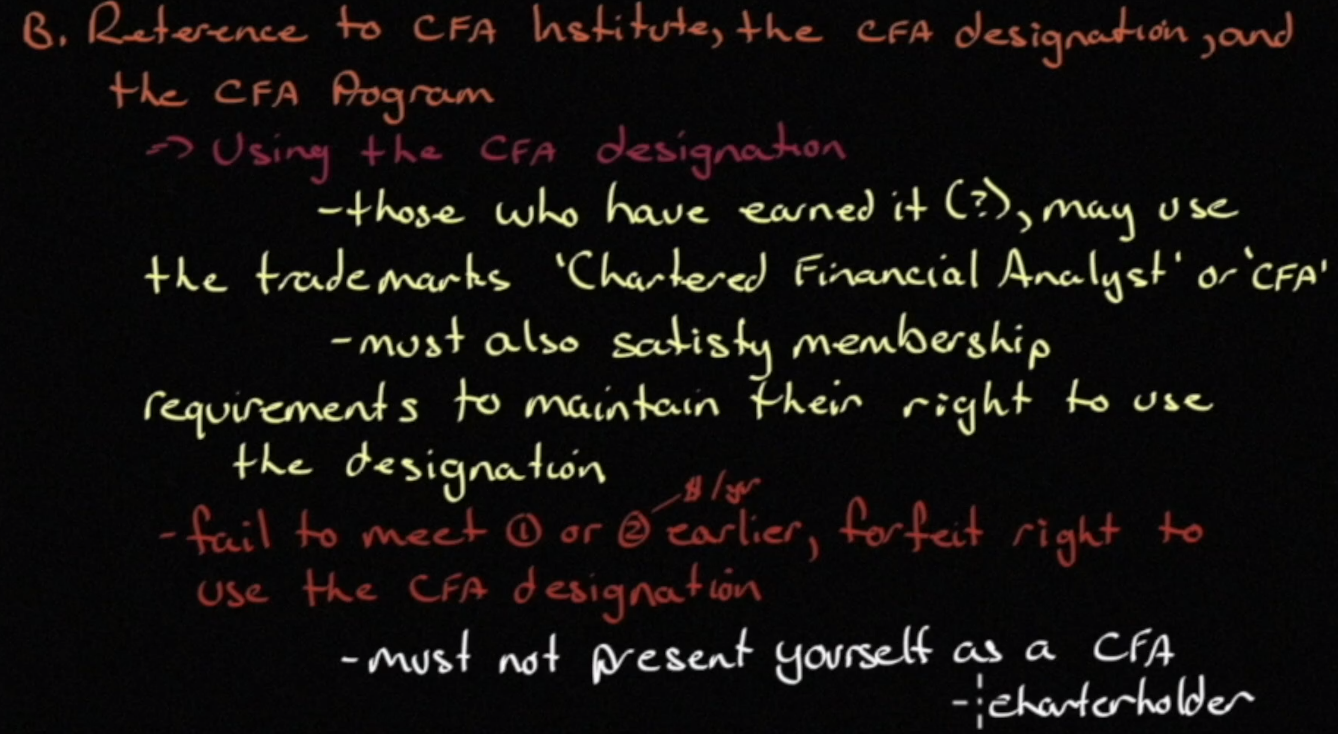 B. Reference to CFA Institute, the CFA designation, and
the CFA Program
=> Using the CFA designation
-those who have earned it (?), may use
the trademarks 'Chartered Financial Analyst' or 'CFA'
-must also satisfy membership
requirements to maintain their right to use
the designation
$/yr
-fail to meet ① or ② earlier, forfeit right to
use the CFA designation
-must not present yourself as a CFA
-charterholder